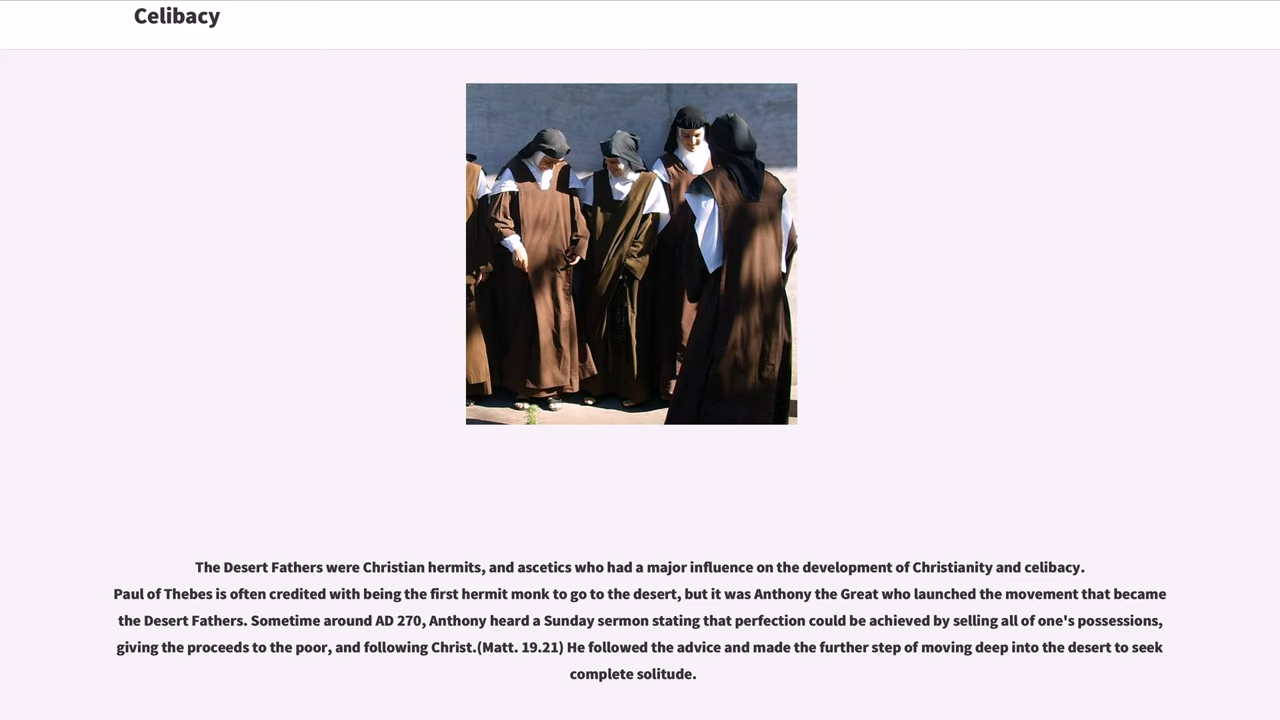 Celibacy
The Desert Fathers were Christian hermits, and ascetics who had a major influence on the development of Christianity and celibacy.
Paul of Thebes is often credited with being the first hermit monk to go to the desert, but it was Anthony the Great who launched the movement that became
the Desert Fathers. Sometime around AD 270, Anthony heard a Sunday sermon stating that perfection could be achieved by selling all of one's possessions,
giving the proceeds to the poor, and following Christ.(Matt. 19.21) He followed the advice and made the further step of moving deep into the desert to seek
complete solitude.